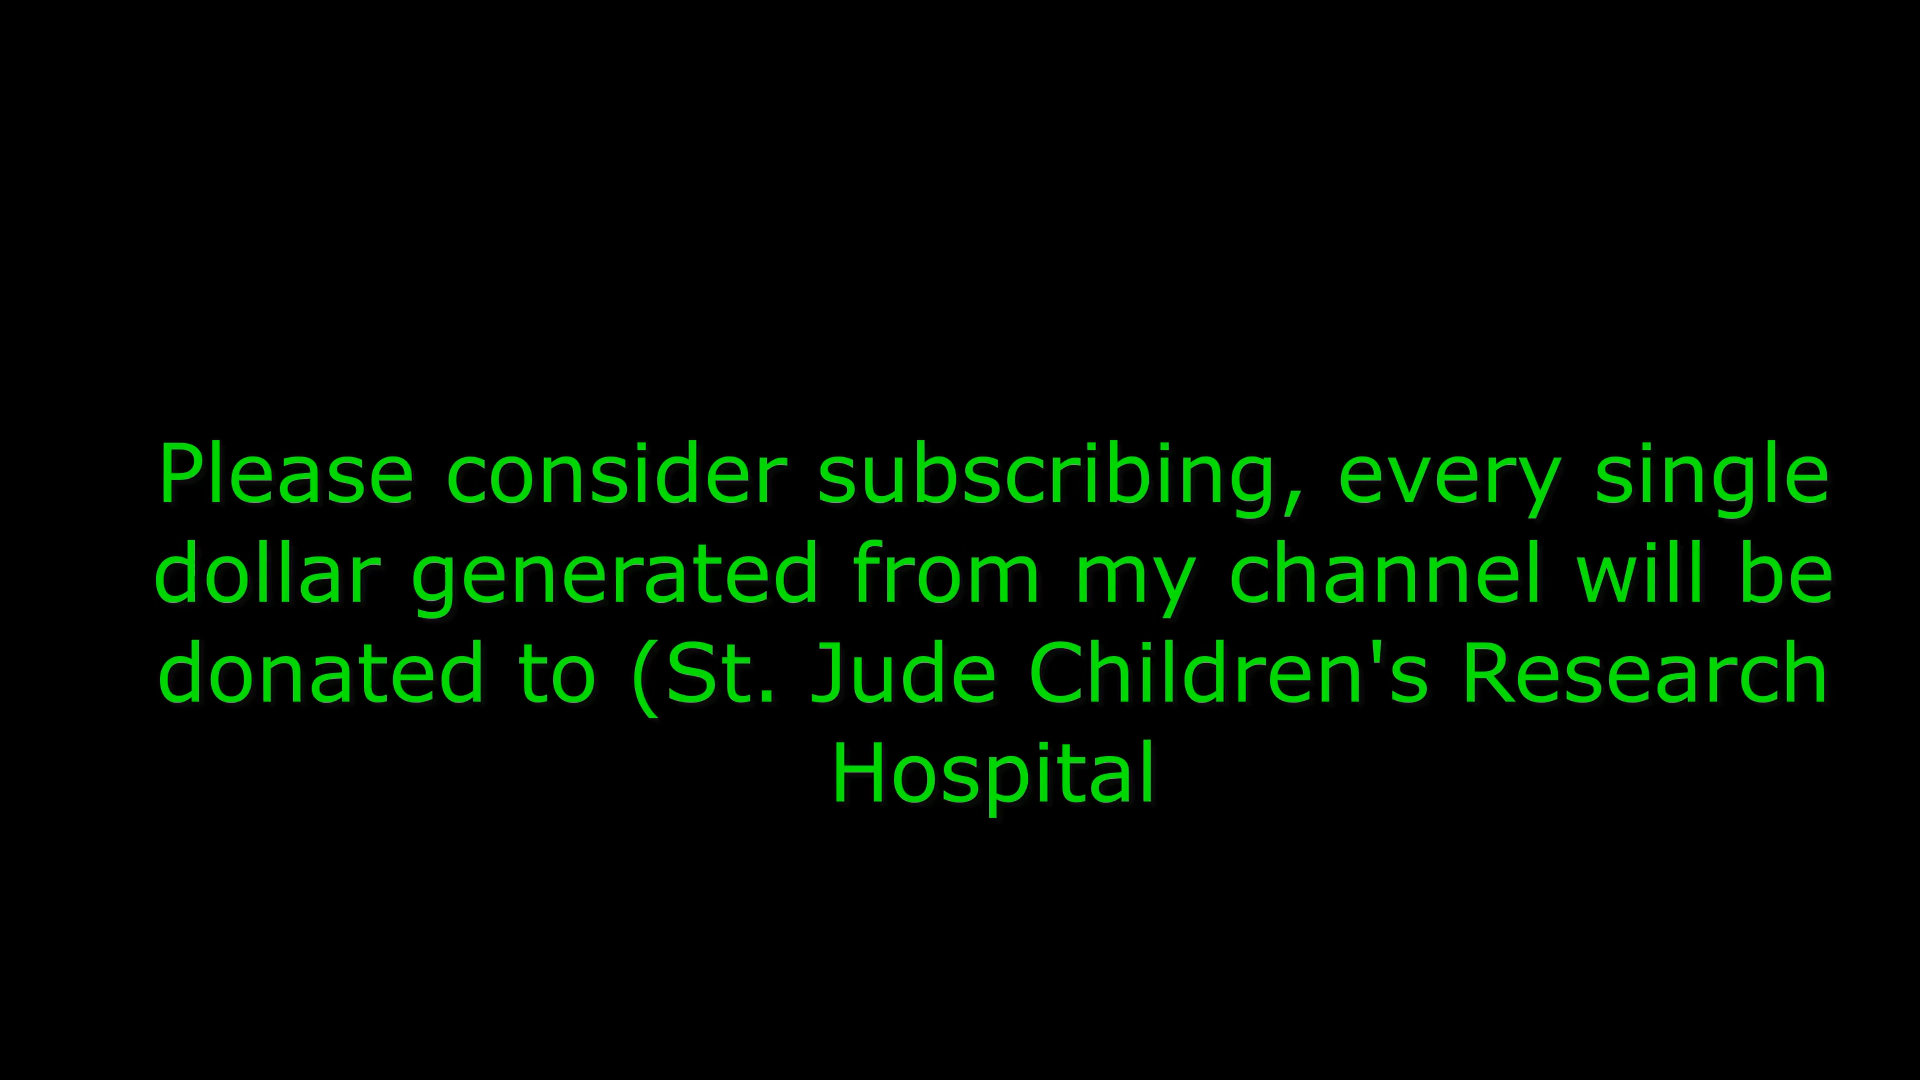 Please consider subscribing, every single
dollar generated from my channel will be
donated to (St. Jude Children's Research
Hospital